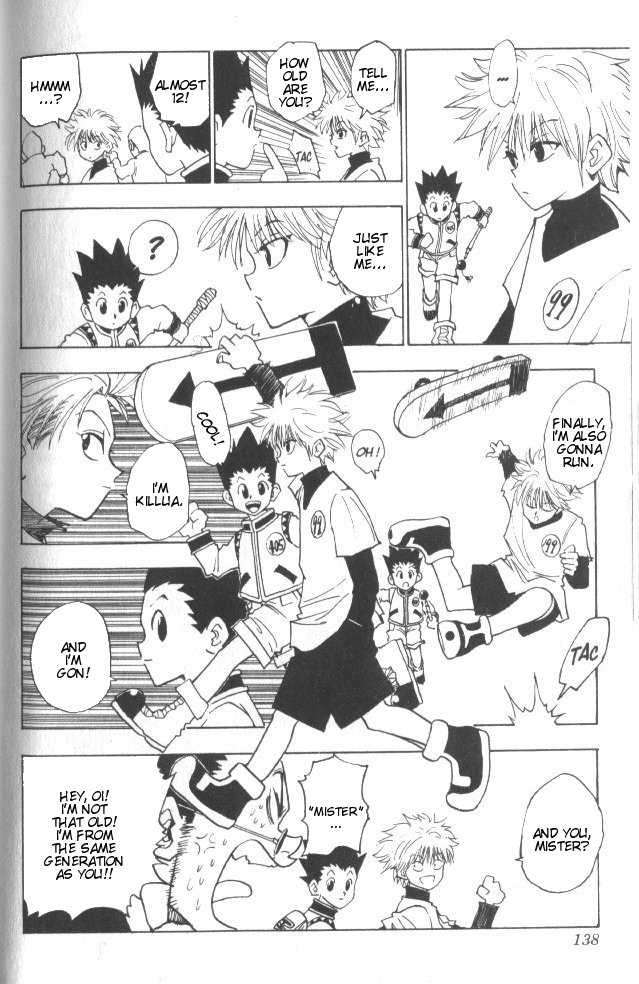 ...
99
TELL
ME...
HOW
OLD
ARE
YOU?
TAC
ALMOST
12!
HMMM
...?
JUST
LIKE
ME...
?
FINALLY,
I'M ALSO
GONNA
RUN.
99
TAC
OH!
COOL!
99
405
I'M
KILLUA.
AND
I'M
GON!
AND YOU,
MISTER?
"MISTER"
...
HEY, OI!
I'M NOT
THAT OLD!
I'M FROM
THE SAME
GENERATION
AS YOU!!
138